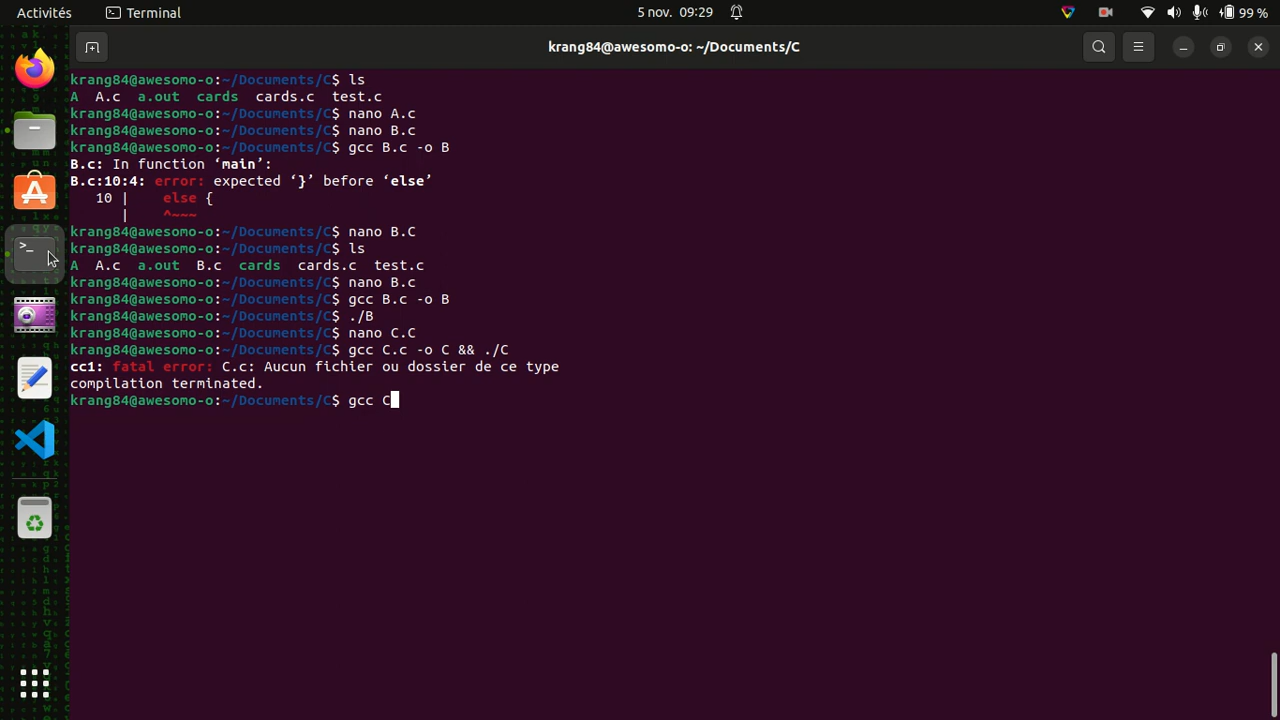 Activités Terminal 5 nov. 09:29 99 %
krang84@awesomo-o: ~/Documents/C
krang84@awesomo-o:~/Documents/C$ ls
A A.c a.out cards cards.c test.c
krang84@awesomo-o:~/Documents/C$ nano A.c
krang84@awesomo-o:~/Documents/C$ nano B.c
krang84@awesomo-o:~/Documents/C$ gcc B.c -o B
B.c: In function ‘main’:
B.c:10:4: error: expected ‘}’ before ‘else’
10 | else {
| ^~~~
krang84@awesomo-o:~/Documents/C$ nano B.C
krang84@awesomo-o:~/Documents/C$ ls
A A.c a.out B.c cards cards.c test.c
krang84@awesomo-o:~/Documents/C$ nano B.c
krang84@awesomo-o:~/Documents/C$ gcc B.c -o B
krang84@awesomo-o:~/Documents/C$ ./B
krang84@awesomo-o:~/Documents/C$ nano C.C
krang84@awesomo-o:~/Documents/C$ gcc C.c -o C && ./C
cc1: fatal error: C.c: Aucun fichier ou dossier de ce type
compilation terminated.
krang84@awesomo-o:~/Documents/C$ gcc C